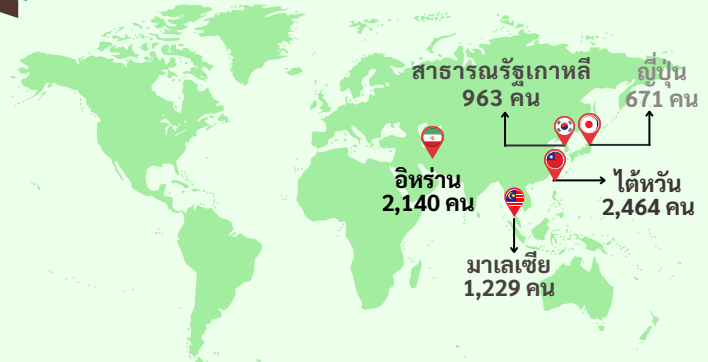 สาธารณรัฐเกาหลี
963 คน
ญี่ปุ่น
671 คน
อิหร่าน
2,140 คน
ไต้หวัน
2,464 คน
มาเลเซีย
1,229 คน